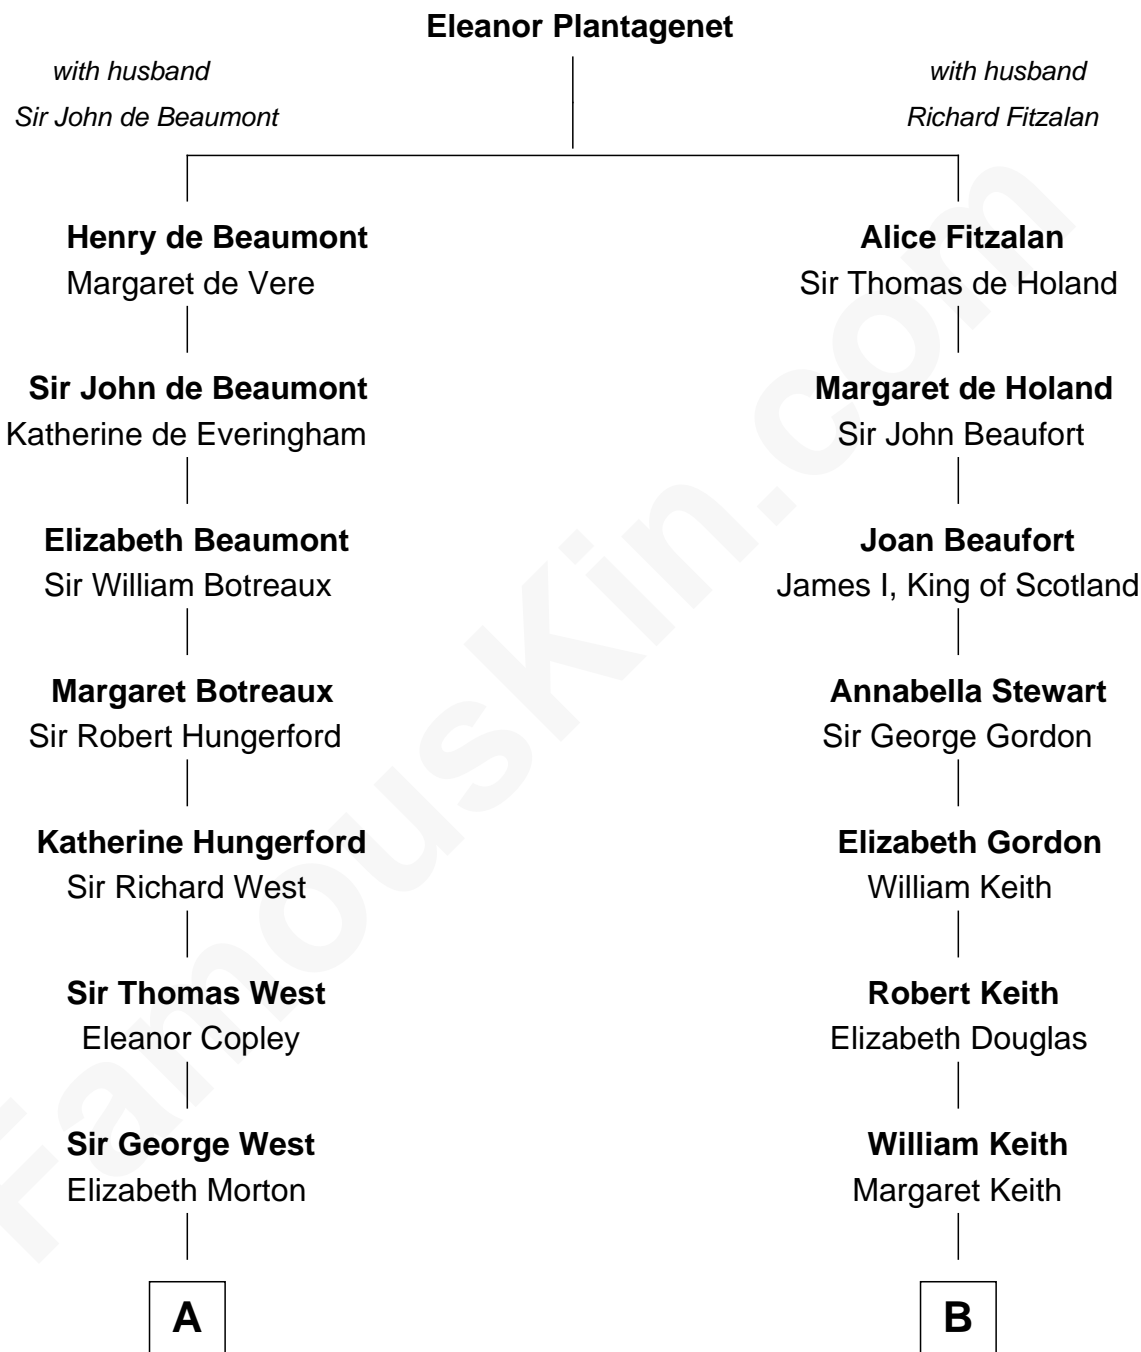 Eleanor Plantagenet
with husband
Sir John de Beaumont
with husband
Richard Fitzalan
Henry de Beaumont
Margaret de Vere
Alice Fitzalan
Sir Thomas de Holand
Sir John de Beaumont
Katherine de Everingham
Margaret de Holand
Sir John Beaufort
Elizabeth Beaumont
Sir William Botreaux
Joan Beaufort
James I, King of Scotland
Margaret Botreaux
Sir Robert Hungerford
Annabella Stewart
Sir George Gordon
Katherine Hungerford
Sir Richard West
Elizabeth Gordon
William Keith
Sir Thomas West
Eleanor Copley
Robert Keith
Elizabeth Douglas
Sir George West
Elizabeth Morton
William Keith
Margaret Keith
A
B
FamousKin.com